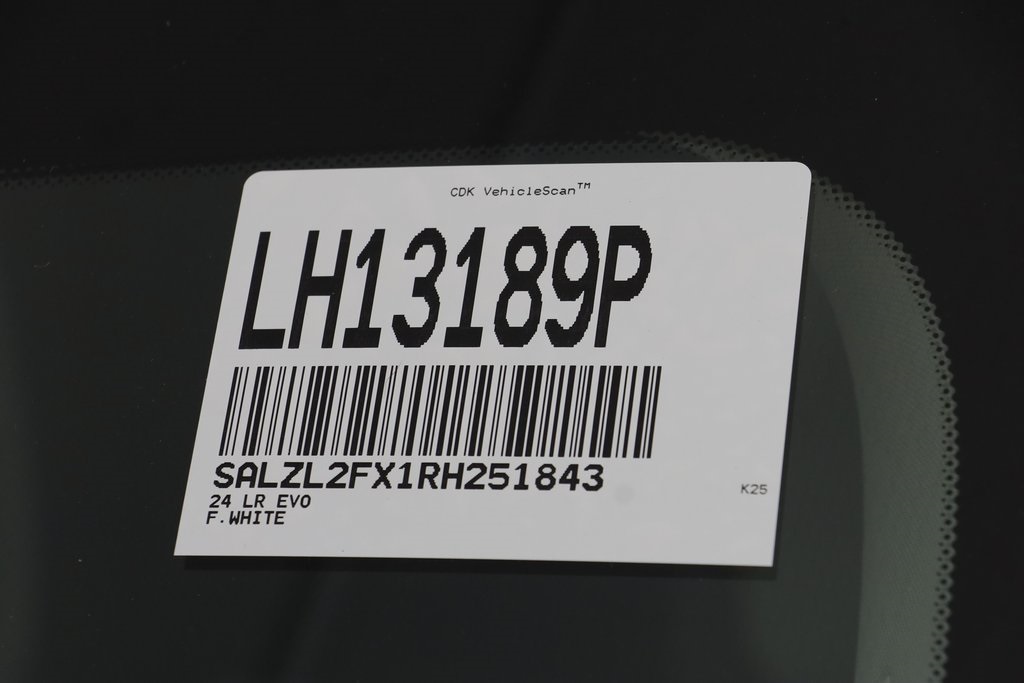 CDK VehicleScan™
LH13189P
SALZL2FX1RH251843
24 LR EVO
F.WHITE
K25